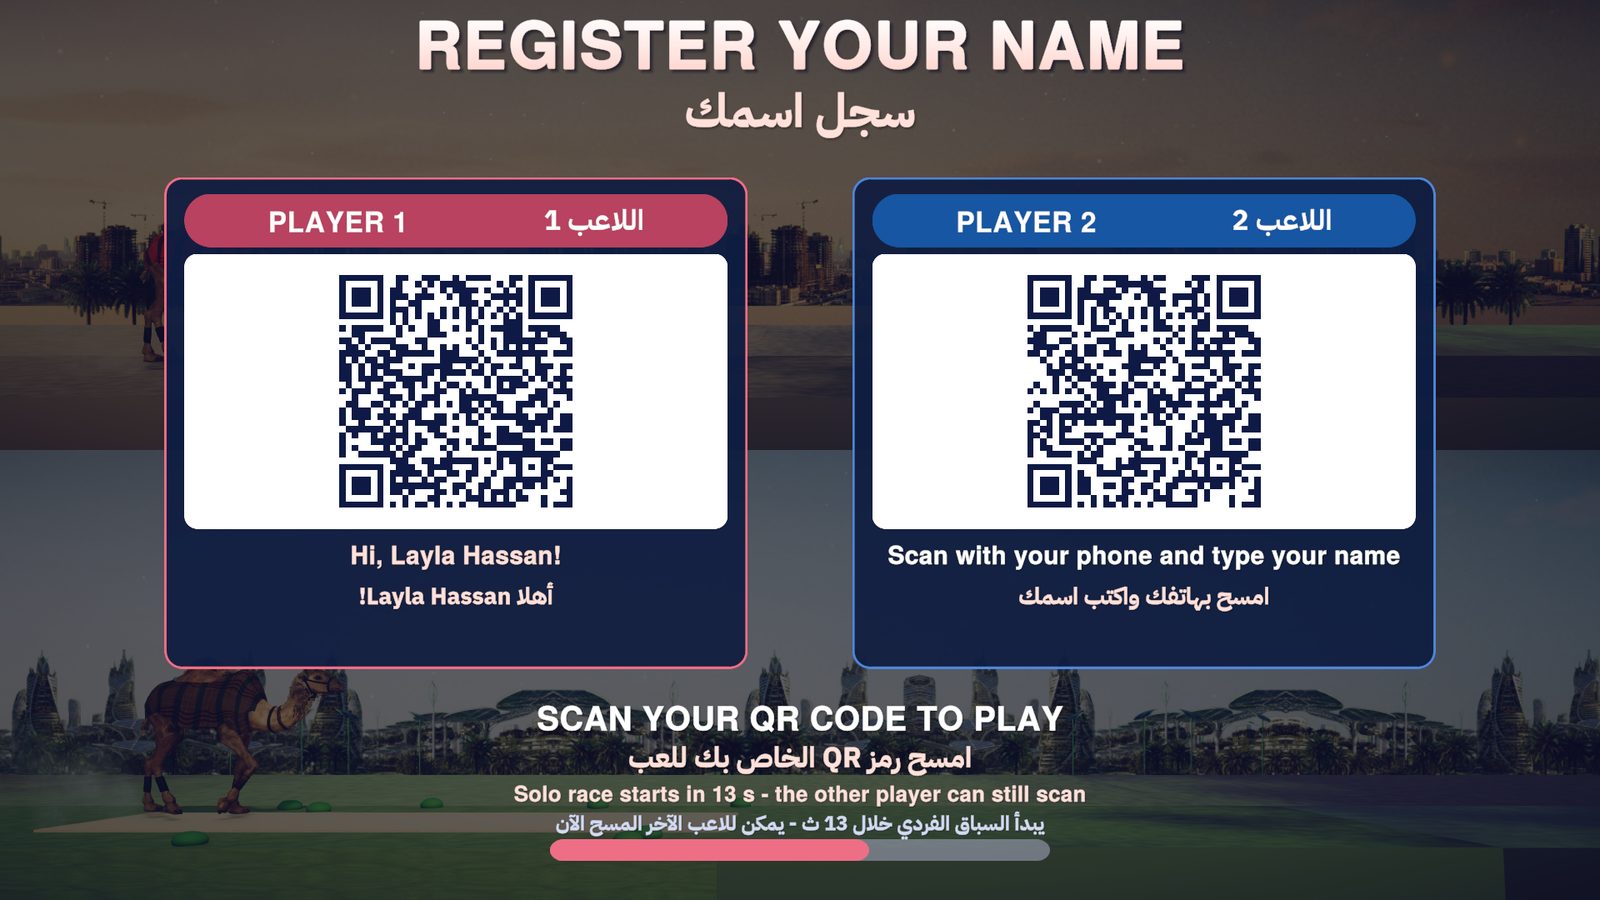 REGISTER YOUR NAME
سجل اسمك
PLAYER 1
اللاعب 1
Hi, Layla Hassan!
أهلا Layla Hassan!
PLAYER 2
اللاعب 2
Scan with your phone and type your name
امسح بهاتفك واكتب اسمك
SCAN YOUR QR CODE TO PLAY
امسح رمز QR الخاص بك للعب
Solo race starts in 13 s - the other player can still scan
يبدأ السباق الفردي خلال 13 ث - يمكن للاعب الآخر المسح الآن